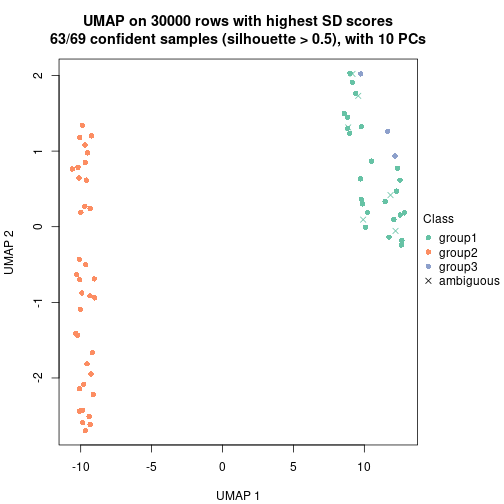 UMAP on 30000 rows with highest SD scores
63/69 confident samples (silhouette > 0.5), with 10 PCs
2
1
0
-1
-2
UMAP 2
-10
-5
0
5
10
UMAP 1
Class
group1
group2
group3
ambiguous